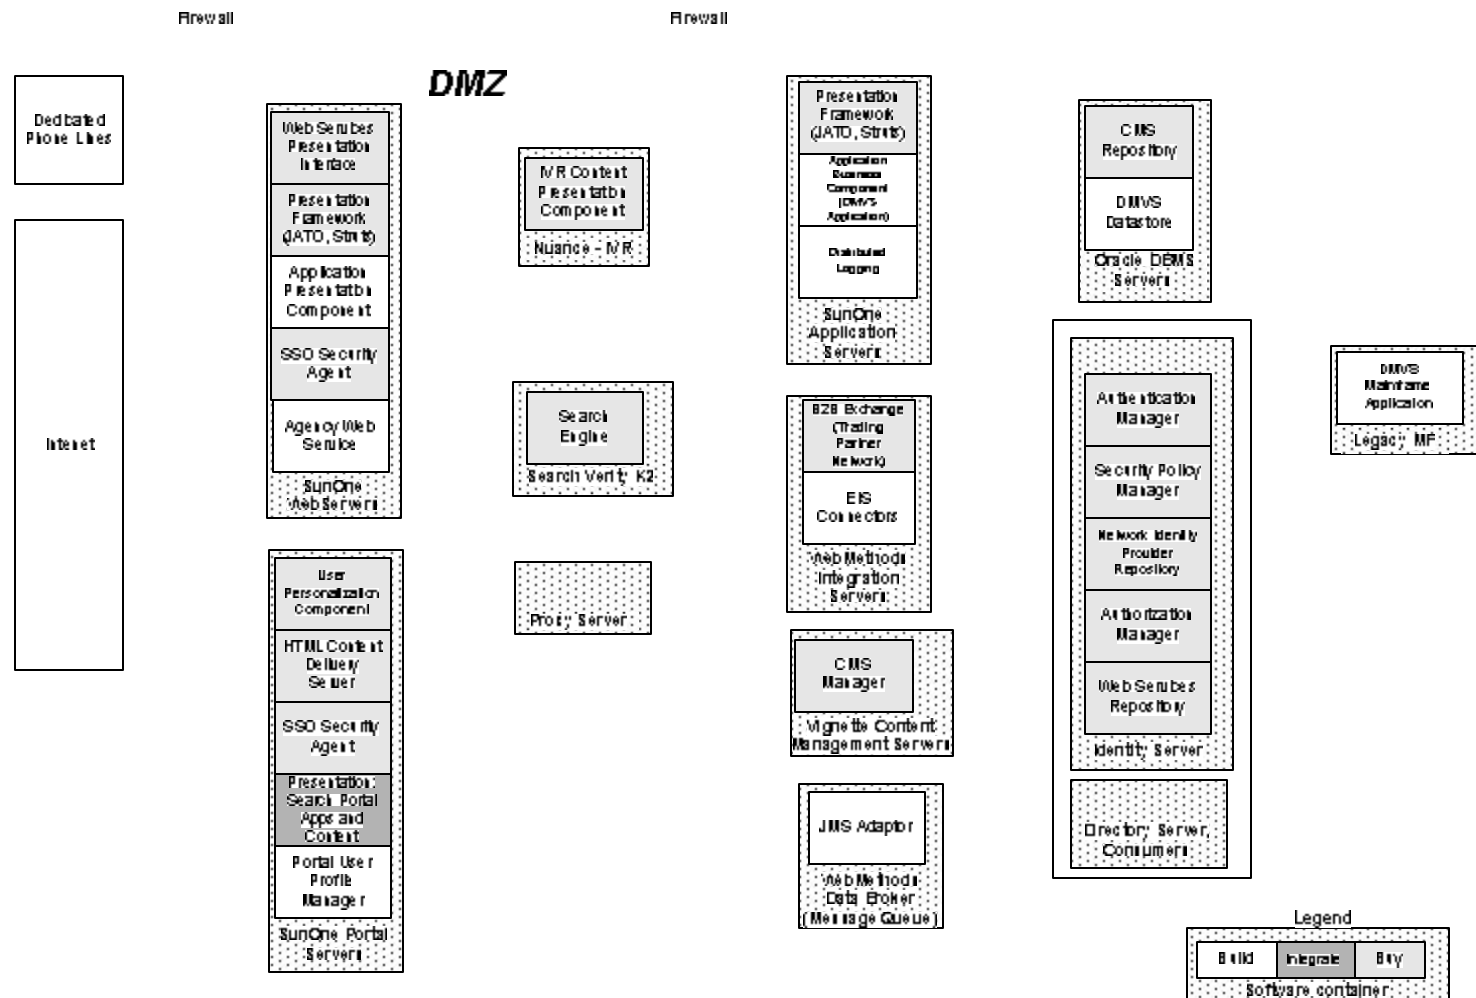 Firewall
Firewall
DMZ
Dedicated
Phone Lines
Internet
Web Services
Presentation
Interface
Presentation
Framework
(JATO, Struts)
Application
Presentation
Component
SSO Security
Agent
Agency Web
Service
SunOne
Web Servers
User
Personalization
Component
HTML Content
Delivery
Server
SSO Security
Agent
Presentation:
Search Portal
Apps and
Content
Portal User
Profile
Manager
SunOne Portal
Servers
IVR Content
Presentation
Component
Nuance - IVR
Search
Engine
Search Verity K2
Proxy Server
Presentation
Framework
(JATO, Struts)
Application
Business
Component
(DMVS
Application)
Distributed
Logging
SunOne
Application
Servers
B2B Exchange
(Trading
Partner
Network)
EIS
Connectors
WebMethods
Integration
Servers
CMS
Manager
Vignette Content
Management Servers
JMS Adaptor
WebMethods
Data Broker
(Message Queue)
CMS
Repository
DMVS
Datastore
Oracle DBMS
Servers
Authentication
Manager
Security Policy
Manager
Network Identity
Provider
Repository
Authorization
Manager
Web Services
Repository
Identity Server
Directory Server,
Consumers
DMVS
Mainframe
Application
Legacy MF
Legend
Build
Integrate
Buy
Software container